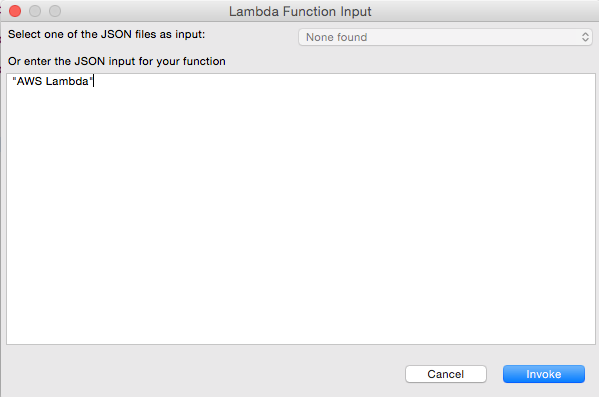 Lambda Function Input
Select one of the JSON files as input:
None found
Or enter the JSON input for your function
"AWS Lambda"
Cancel
Invoke